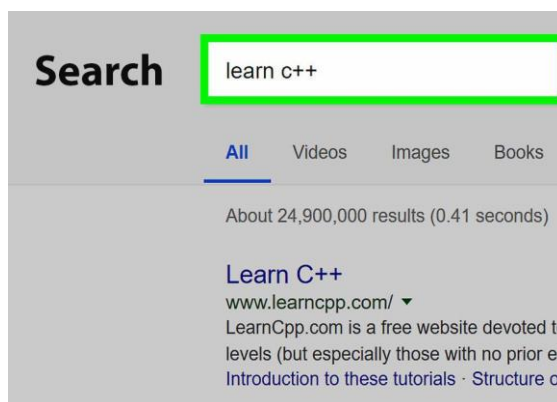 Search
learn c++
All Videos Images Books
About 24,900,000 results (0.41 seconds)
Learn C++
www.learncpp.com/
LearnCpp.com is a free website devoted
levels (but especially those with no prior
Introduction to these tutorials · Structure